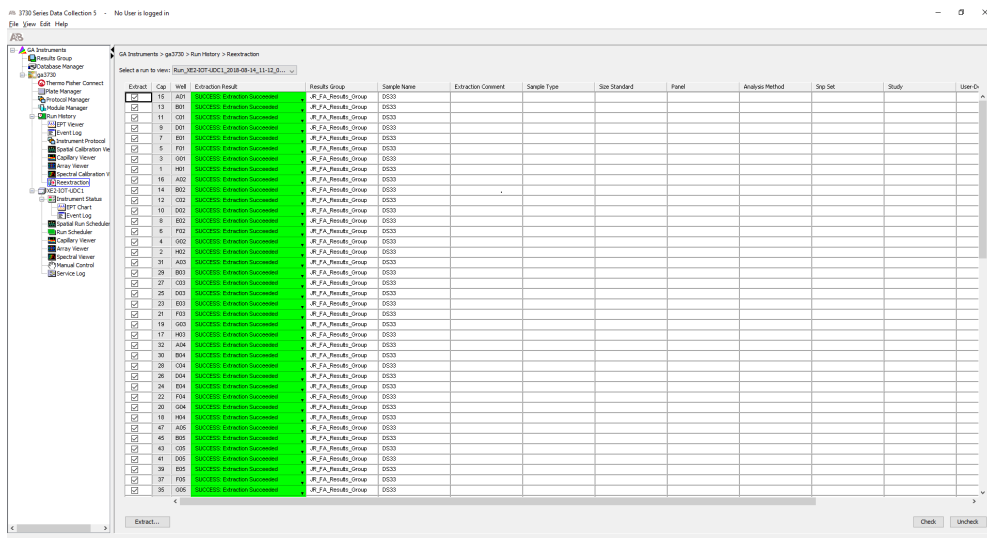 3730 Series Data Collection 5 - No User is logged in
File View Edit Help
AB
GA Instruments
Results Group
Database Manager
ga3730
Thermo Fisher Connect
Plate Manager
Protocol Manager
Module Manager
Run History
EPT Viewer
Event Log
Instrument Protocol
Spatial Calibration Vie
Capillary Viewer
Array Viewer
Spectral Calibration V
Reextraction
XE2-IOT-UDC1
Instrument Status
EPT Chart
Event Log
Spatial Run Scheduler
Run Scheduler
Capillary Viewer
Array Viewer
Spectral Viewer
Manual Control
Service Log
GA Instruments > ga3730 > Run History > Reextraction
Select a run to view: Run_XE2-IOT-UDC1_2018-08-14_11-12_0...
Extract Cap Well Extraction Result Results Group Sample Name Extraction Comment Sample Type Size Standard Panel Analysis Method Snp Set Study User-De
15 A01 SUCCESS: Extraction Succeeded JR_FA_Results_Group DS33
13 B01 SUCCESS: Extraction Succeeded JR_FA_Results_Group DS33
11 C01 SUCCESS: Extraction Succeeded JR_FA_Results_Group DS33
9 D01 SUCCESS: Extraction Succeeded JR_FA_Results_Group DS33
7 E01 SUCCESS: Extraction Succeeded JR_FA_Results_Group DS33
5 F01 SUCCESS: Extraction Succeeded JR_FA_Results_Group DS33
3 G01 SUCCESS: Extraction Succeeded JR_FA_Results_Group DS33
1 H01 SUCCESS: Extraction Succeeded JR_FA_Results_Group DS33
16 A02 SUCCESS: Extraction Succeeded JR_FA_Results_Group DS33
14 B02 SUCCESS: Extraction Succeeded JR_FA_Results_Group DS33
12 C02 SUCCESS: Extraction Succeeded JR_FA_Results_Group DS33
10 D02 SUCCESS: Extraction Succeeded JR_FA_Results_Group DS33
8 E02 SUCCESS: Extraction Succeeded JR_FA_Results_Group DS33
6 F02 SUCCESS: Extraction Succeeded JR_FA_Results_Group DS33
4 G02 SUCCESS: Extraction Succeeded JR_FA_Results_Group DS33
2 H02 SUCCESS: Extraction Succeeded JR_FA_Results_Group DS33
31 A03 SUCCESS: Extraction Succeeded JR_FA_Results_Group DS33
29 B03 SUCCESS: Extraction Succeeded JR_FA_Results_Group DS33
27 C03 SUCCESS: Extraction Succeeded JR_FA_Results_Group DS33
25 D03 SUCCESS: Extraction Succeeded JR_FA_Results_Group DS33
23 E03 SUCCESS: Extraction Succeeded JR_FA_Results_Group DS33
21 F03 SUCCESS: Extraction Succeeded JR_FA_Results_Group DS33
19 G03 SUCCESS: Extraction Succeeded JR_FA_Results_Group DS33
17 H03 SUCCESS: Extraction Succeeded JR_FA_Results_Group DS33
32 A04 SUCCESS: Extraction Succeeded JR_FA_Results_Group DS33
30 B04 SUCCESS: Extraction Succeeded JR_FA_Results_Group DS33
28 C04 SUCCESS: Extraction Succeeded JR_FA_Results_Group DS33
26 D04 SUCCESS: Extraction Succeeded JR_FA_Results_Group DS33
24 E04 SUCCESS: Extraction Succeeded JR_FA_Results_Group DS33
22 F04 SUCCESS: Extraction Succeeded JR_FA_Results_Group DS33
20 G04 SUCCESS: Extraction Succeeded JR_FA_Results_Group DS33
18 H04 SUCCESS: Extraction Succeeded JR_FA_Results_Group DS33
47 A05 SUCCESS: Extraction Succeeded JR_FA_Results_Group DS33
45 B05 SUCCESS: Extraction Succeeded JR_FA_Results_Group DS33
43 C05 SUCCESS: Extraction Succeeded JR_FA_Results_Group DS33
41 D05 SUCCESS: Extraction Succeeded JR_FA_Results_Group DS33
39 E05 SUCCESS: Extraction Succeeded JR_FA_Results_Group DS33
37 F05 SUCCESS: Extraction Succeeded JR_FA_Results_Group DS33
35 G05 SUCCESS: Extraction Succeeded JR_FA_Results_Group DS33
Extract... Check Uncheck